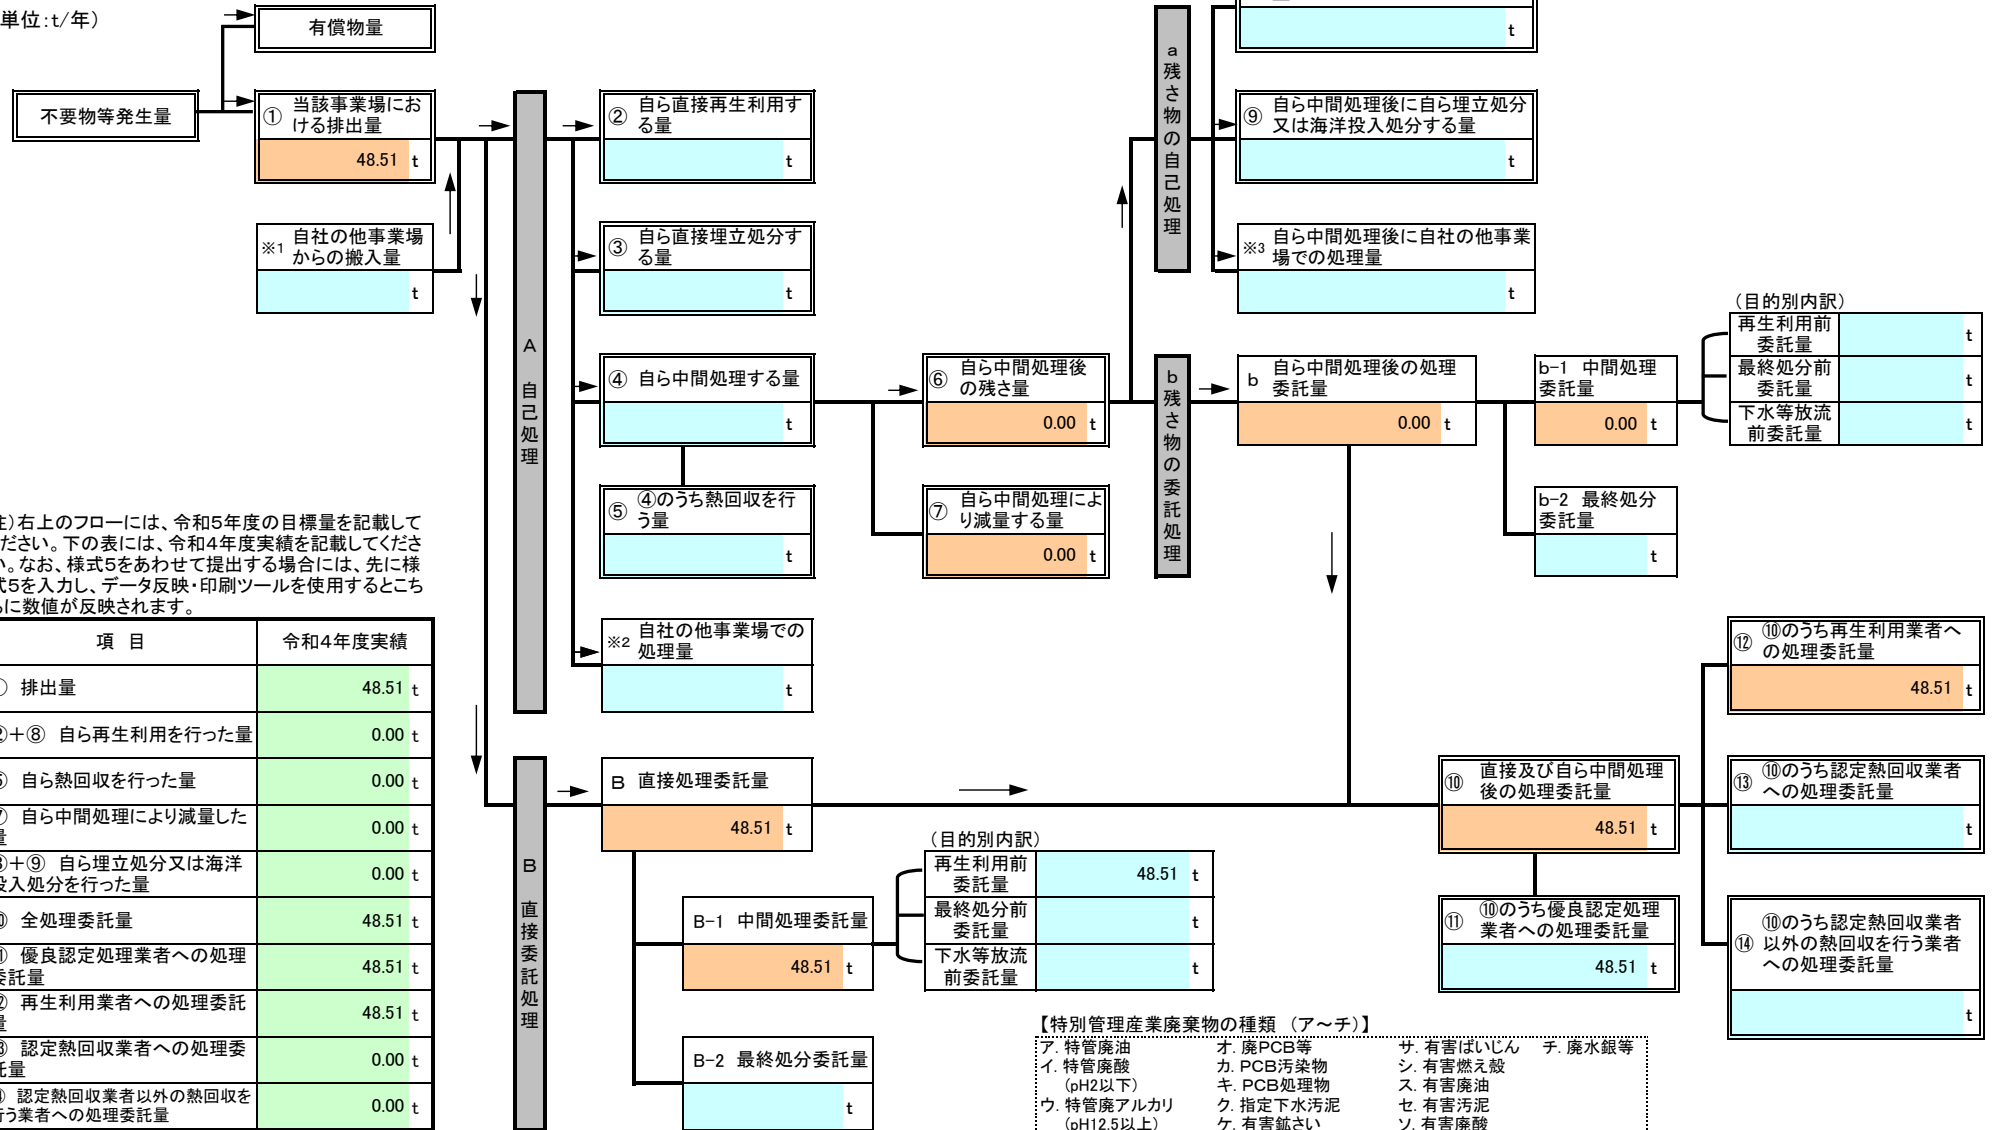 単位:t/年)
有償物量
不要物等発生量
① 当該事業場にお
ける排出量
48.51 t
※1 自社の他事業場
からの搬入量
t
A 自己処理
② 自ら直接再生利用す
る量
t
③ 自ら直接埋立処分す
る量
t
④ 自ら中間処理する量
t
⑤ ④のうち熱回収を行
う量
t
※2 自社の他事業場での
処理量
t
⑥ 自ら中間処理後
の残さ量
0.00 t
⑦ 自ら中間処理によ
り減量する量
0.00 t
a 残さ物の自己処理
t
⑨ 自ら中間処理後に自ら埋立処分
又は海洋投入処分する量
t
※3 自ら中間処理後に自社の他事業
場での処理量
t
b 残さ物の委託処理
b 自ら中間処理後の処理
委託量
0.00 t
b-1 中間処理
委託量
0.00 t
b-2 最終処分
委託量
t
(目的別内訳)
再生利用前
委託量 t
最終処分前
委託量 t
下水等放流
前委託量 t
)右上のフローには、令和5年度の目標量を記載して
ださい。下の表には、令和4年度実績を記載してくださ
。なお、様式5をあわせて提出する場合には、先に様
式5を入力し、データ反映・印刷ツールを使用するとこち
に数値が反映されます。
項 目 令和4年度実績
排出量 48.51 t
+⑧ 自ら再生利用を行った量 0.00 t
自ら熱回収を行った量 0.00 t
自ら中間処理により減量した
量 0.00 t
+⑨ 自ら埋立処分又は海洋
投入処分を行った量 0.00 t
全処理委託量 48.51 t
優良認定処理業者への処理
委託量 48.51 t
再生利用業者への処理委託
量 48.51 t
認定熱回収業者への処理委
託量 0.00 t
認定熱回収業者以外の熱回収を
行う業者への処理委託量 0.00 t
B 直接委託処理
B 直接処理委託量
48.51 t
B-1 中間処理委託量
48.51 t
B-2 最終処分委託量
t
(目的別内訳)
再生利用前
委託量 48.51 t
最終処分前
委託量 t
下水等放流
前委託量 t
⑩ 直接及び自ら中間処理
後の処理委託量
48.51 t
⑪ ⑩のうち優良認定処理
業者への処理委託量
48.51 t
⑫ ⑩のうち再生利用業者へ
の処理委託量
48.51 t
⑬ ⑩のうち認定熱回収業者
への処理委託量
t
⑭ ⑩のうち認定熱回収業者
以外の熱回収を行う業者
への処理委託量
t
【特別管理産業廃棄物の種類 (ア~チ)】
ア. 特管廃油 オ. 廃PCB等 サ. 有害ばいじん チ. 廃水銀等
イ. 特管廃酸 カ. PCB汚染物 シ. 有害燃え殻
(pH2以下) キ. PCB処理物 ス. 有害廃油
ウ. 特管廃アルカリ ク. 指定下水汚泥 セ. 有害汚泥
(pH12.5以上) ケ. 有害鉱さい ソ. 有害廃酸